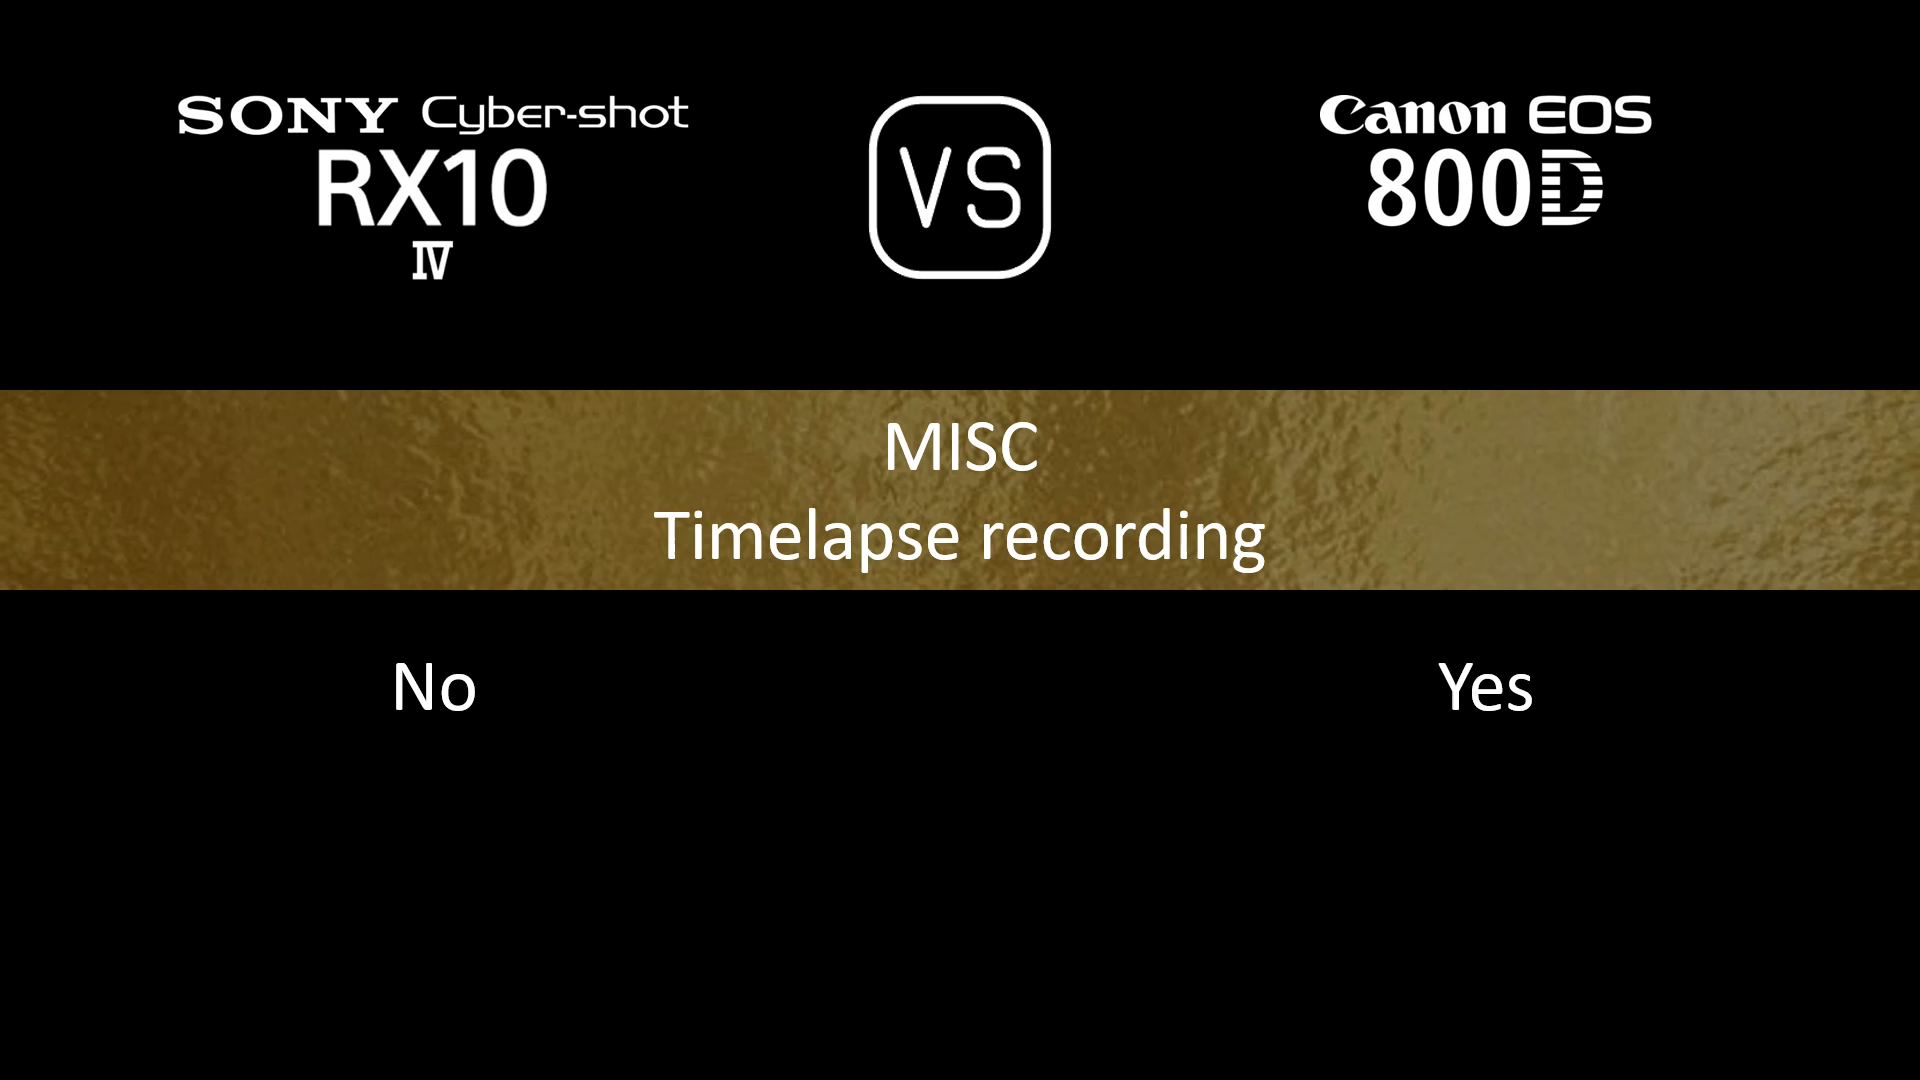 SONY Cyber-shot
RX10
IV
VS
Canon EOS
800D
MISC
Timelapse recording
No
Yes